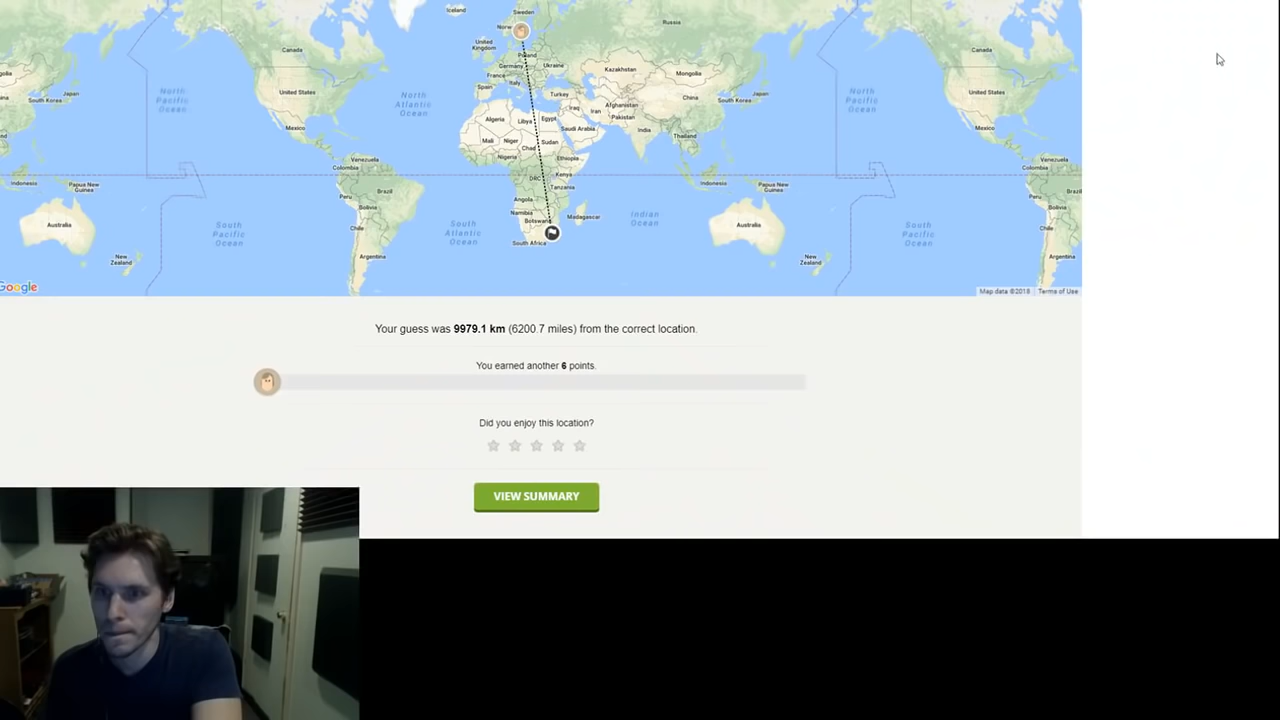 Iceland
Sweden
Norw
Russia
Canada
Canada
Canada
United
Kingdom
Poland
Germany
Ukraine
France
Kazakhstan
Mongolia
Italy
Spain
Turkey
Japan
South Korea
United States
North
Pacific
Ocean
North
Atlantic
Ocean
China
Japan
South Korea
North
Pacific
Ocean
United States
Iraq
Iran
Afghanistan
Pakistan
Algeria
Libya
Egypt
Saudi Arabia
India
Mexico
Mexico
Mali
Niger
Chad
Sudan
Thailand
Nigeria
Ethiopia
Venezuela
Colombia
Venezuela
Colombia
DRC
Kenya
Indonesia
Papua New
Guinea
Tanzania
Indonesia
Papua New
Guinea
Peru
Brazil
Peru
Brazil
Angola
Bolivia
Bolivia
Namibia
Botswana
Madagascar
Indian
Ocean
Australia
South
Pacific
Ocean
Chile
South
Atlantic
Ocean
South Africa
Australia
South
Pacific
Ocean
Chile
New
Zealand
Argentina
New
Zealand
Argentina
Google
Map data ©2018 Terms of Use
Your guess was 9979.1 km (6200.7 miles) from the correct location.
You earned another 6 points.
Did you enjoy this location?
VIEW SUMMARY